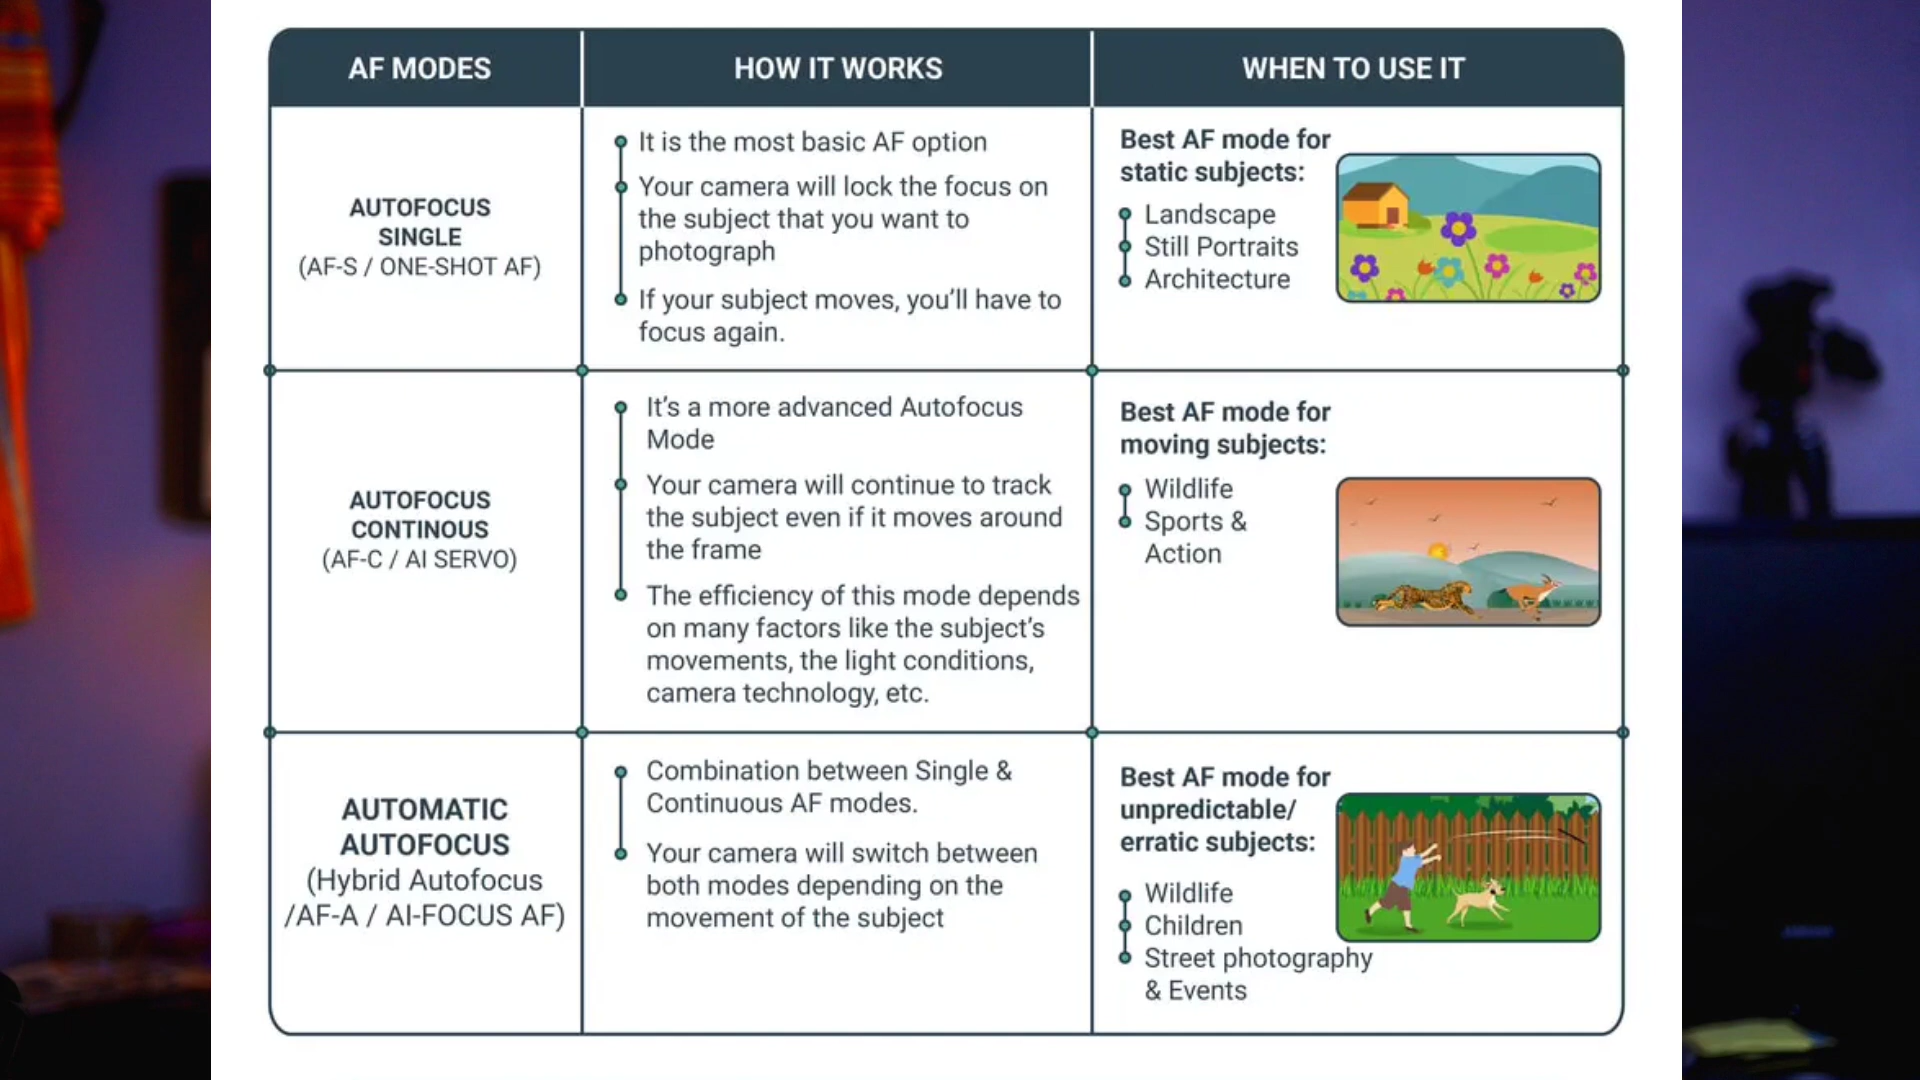 AF MODES
HOW IT WORKS
WHEN TO USE IT
AUTOFOCUS
SINGLE
(AF-S / ONE-SHOT AF)
It is the most basic AF option
Your camera will lock the focus on
the subject that you want to
photograph
If your subject moves, you’ll have to
focus again.
Best AF mode for
static subjects:
Landscape
Still Portraits
Architecture
AUTOFOCUS
CONTINOUS
(AF-C / AI SERVO)
It’s a more advanced Autofocus
Mode
Your camera will continue to track
the subject even if it moves around
the frame
The efficiency of this mode depends
on many factors like the subject’s
movements, the light conditions,
camera technology, etc.
Best AF mode for
moving subjects:
Wildlife
Sports &
Action
AUTOMATIC
AUTOFOCUS
(Hybrid Autofocus
/AF-A / AI-FOCUS AF)
Combination between Single &
Continuous AF modes.
Your camera will switch between
both modes depending on the
movement of the subject
Best AF mode for
unpredictable/
erratic subjects:
Wildlife
Children
Street photography
& Events